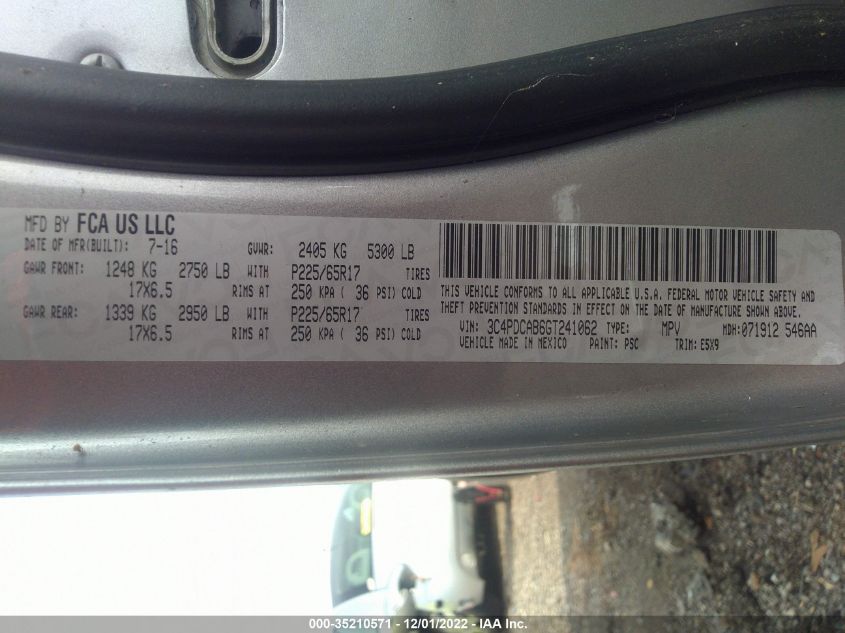 MFD BY FCA US LLC
DATE OF MFR(BUILT): 7-16 GVWR: 2405 KG 5300 LB
GAWR FRONT: 1248 KG 2750 LB WITH P225/65R17 TIRES
17X6.5 RIMS AT 250 KPA ( 36 PSI) COLD
GAWR REAR: 1339 KG 2950 LB WITH P225/65R17 TIRES
17X6.5 RIMS AT 250 KPA ( 36 PSI) COLD
THIS VEHICLE CONFORMS TO ALL APPLICABLE U.S.A. FEDERAL MOTOR VEHICLE SAFETY AND
THEFT PREVENTION STANDARDS IN EFFECT ON THE DATE OF MANUFACTURE SHOWN ABOVE.
VIN: 3C4PDCAB6GT241062 TYPE: MPV MDH: 071912 546AA
VEHICLE MADE IN MEXICO PAINT: PSC TRIM: E5X9
000-35210571 - 12/01/2022 - IAA Inc.